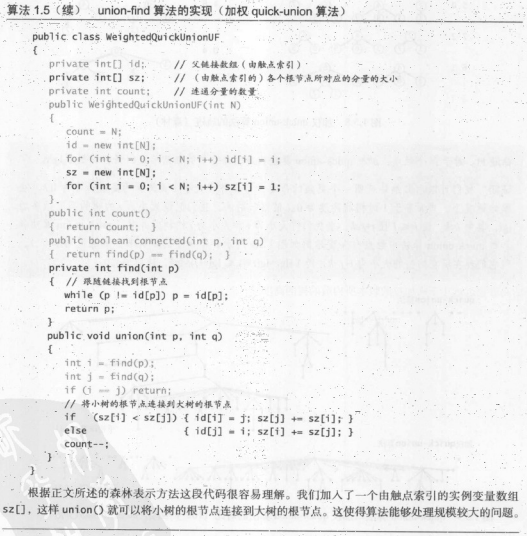 算法 1.5（续） union-find 算法的实现（加权 quick-union 算法）
public class WeightedQuickUnionUF
{
private int[] id; // 父链接数组（由触点索引）
private int[] sz; // （由触点索引的）各个根节点所对应的分量的大小
private int count; // 连通分量的数量
public WeightedQuickUnionUF(int N)
{
count = N;
id = new int[N];
for (int i = 0; i < N; i++) id[i] = i;
sz = new int[N];
for (int i = 0; i < N; i++) sz[i] = 1;
}
public int count()
{ return count; }
public boolean connected(int p, int q)
{ return find(p) == find(q); }
private int find(int p)
{ // 跟随链接找到根节点
while (p != id[p]) p = id[p];
return p;
}
public void union(int p, int q)
{
int i = find(p);
int j = find(q);
if (i == j) return;
// 将小树的根节点连接到大树的根节点
if (sz[i] < sz[j]) { id[i] = j; sz[j] += sz[i]; }
else { id[j] = i; sz[i] += sz[j]; }
count--;
}
}
根据正文所述的森林表示方法这段代码很容易理解。我们加入了一个由触点索引的实例变量数组
sz[]，这样 union() 就可以将小树的根节点连接到大树的根节点。这使得算法能够处理规模较大的问题。